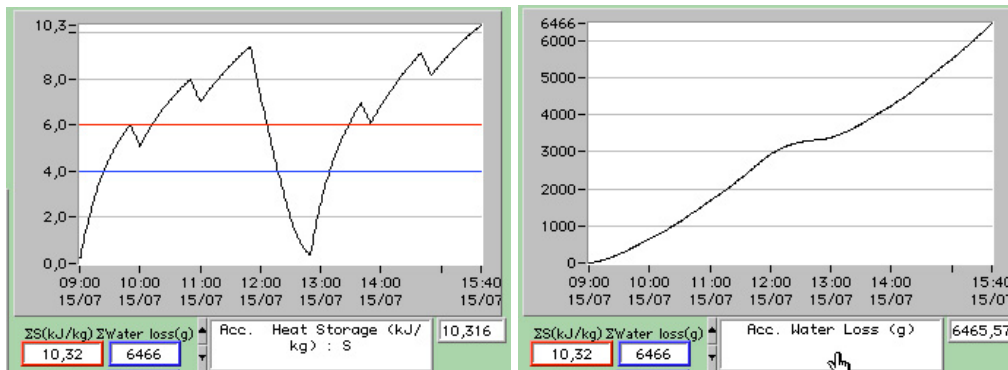 10,3
8,0
6,0
4,0
2,0
0,0
09:00 10:00 11:00 12:00 13:00 14:00 15:40
15/07 15/07 15/07 15/07 15/07 15/07 15/07
ΣS(kJ/kg) ΣWater loss(g)
10,32 6466
Acc. Heat Storage (kJ/
kg) : S
10,316
6466
6000
5000
4000
3000
2000
1000
0
09:00 10:00 11:00 12:00 13:00 14:00 15:40
15/07 15/07 15/07 15/07 15/07 15/07 15/0
ΣS(kJ/kg) ΣWater loss(g)
10,32 6466
Acc. Water Loss (g)
6465,57